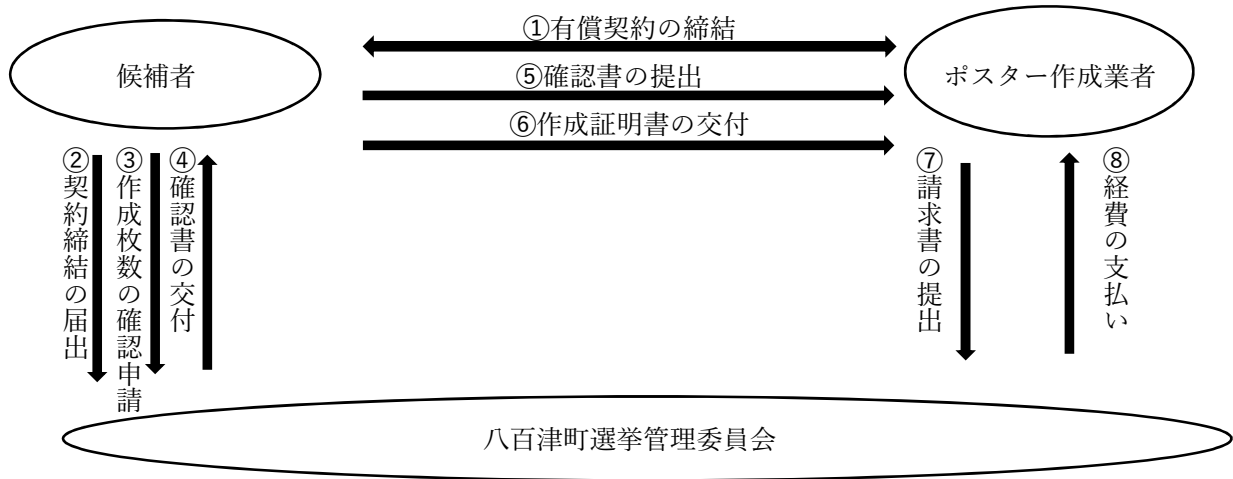 ①有償契約の締結
候補者
ポスター作成業者
⑤確認書の提出
⑥作成証明書の交付
②契約締結の届出
③作成枚数の確認申請
④確認書の交付
⑦請求書の提出
⑧経費の支払い
八百津町選挙管理委員会